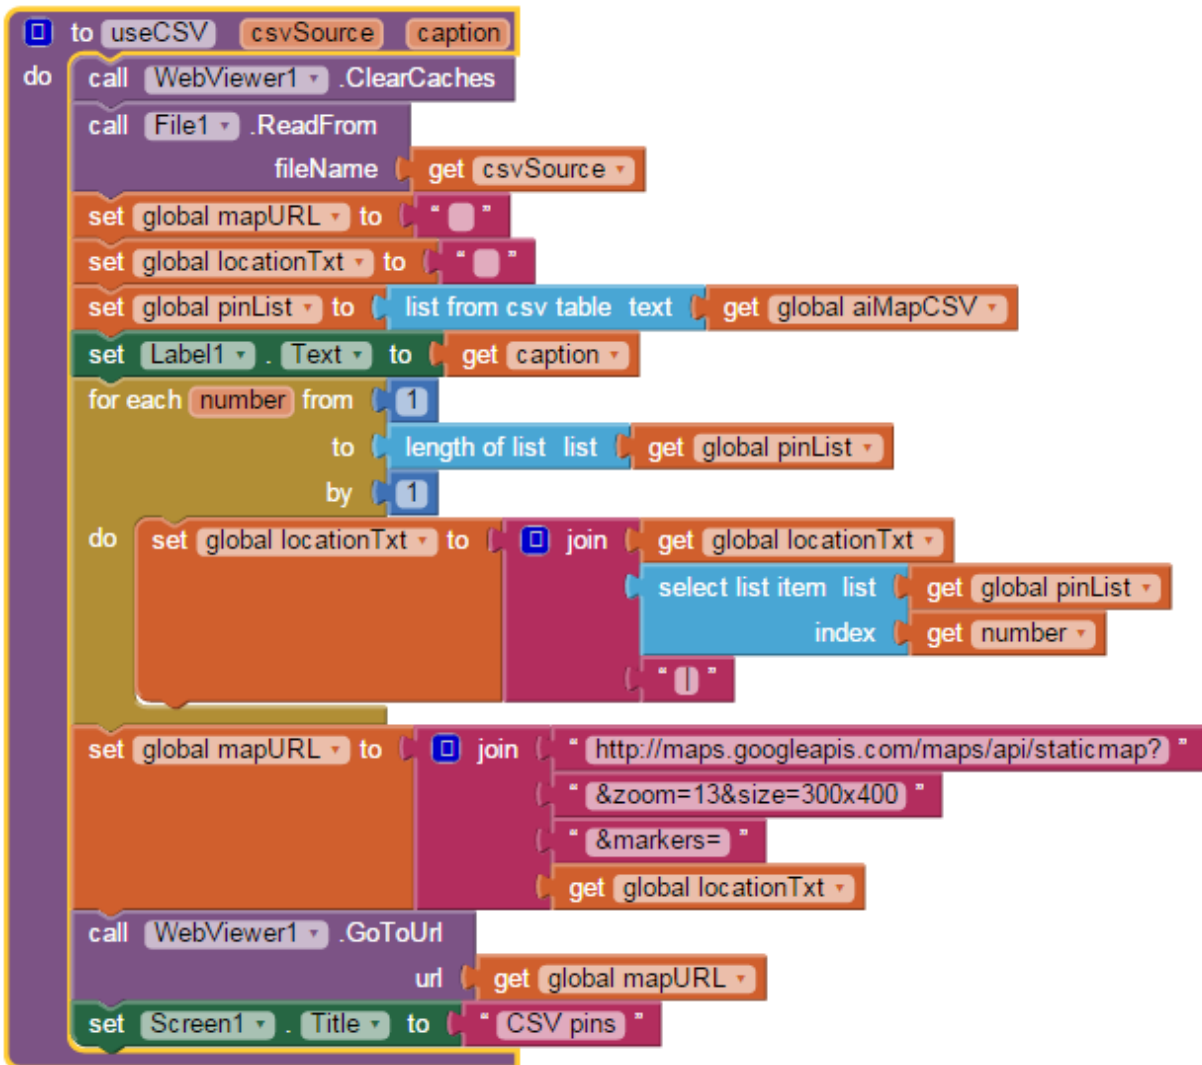 to useCSV csvSource caption
do call WebViewer1 .ClearCaches
call File1 .ReadFrom
fileName get csvSource
set global mapURL to “ ”
set global locationTxt to “ ”
set global pinList to list from csv table text get global aiMapCSV
set Label1 . Text to get caption
for each number from 1
to length of list list get global pinList
by 1
do set global locationTxt to join get global locationTxt
select list item list get global pinList
index get number
“ | ”
set global mapURL to join “ http://maps.googleapis.com/maps/api/staticmap? ”
“ &zoom=13&size=300x400 ”
“ &markers= ”
get global locationTxt
call WebViewer1 .GoToUrl
url get global mapURL
set Screen1 . Title to “ CSV pins ”